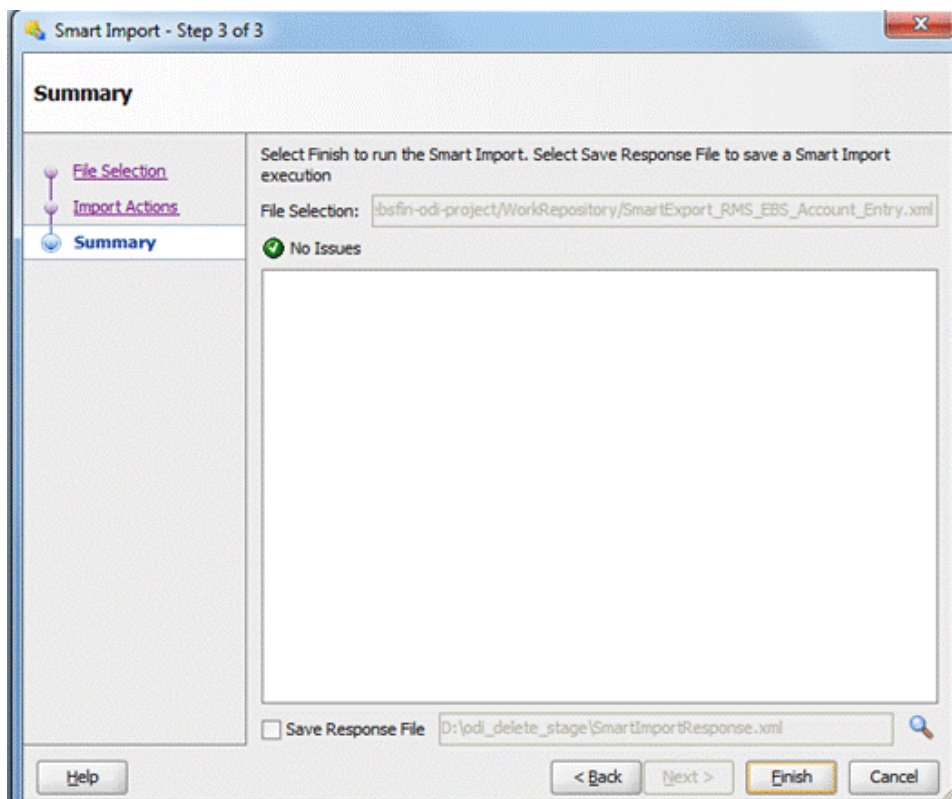 Smart Import - Step 3 of 3
Summary
File Selection
Import Actions
Summary
Select Finish to run the Smart Import. Select Save Response File to save a Smart Import
execution
File Selection: ebsfin-odi-project/WorkRepository/SmartExport_RMS_EBS_Account_Entry.xml
No Issues
Save Response File D:\odi_delete_stage\SmartImportResponse.xml
Help < Back Next > Finish Cancel